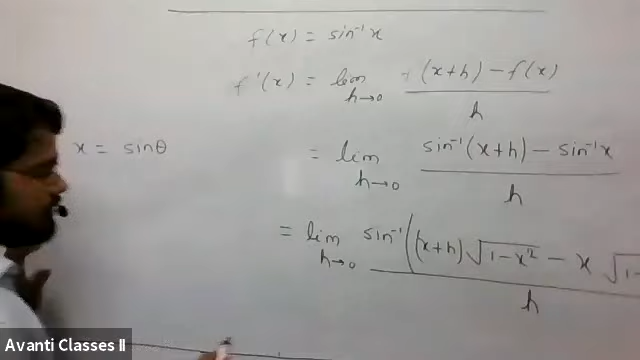 f(x) = sin⁻¹x
f'(x) = lim h→0 f(x+h) − f(x) / h
x = sinθ
= lim h→0 sin⁻¹(x+h) − sin⁻¹x / h
= lim h→0 sin⁻¹((x+h)√1−x² − x √1− / h
Avanti Classes II